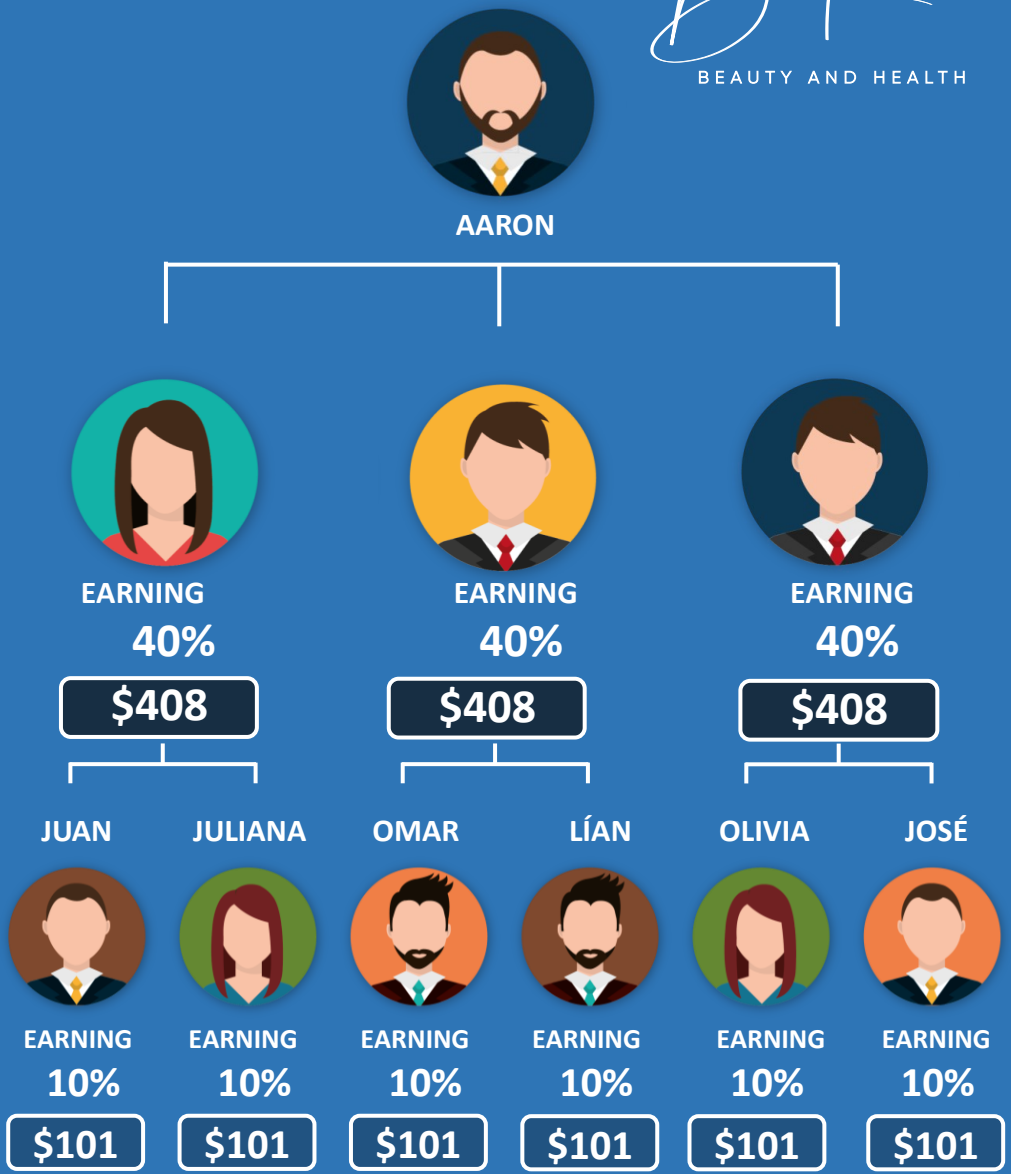 BEAUTY AND HEALTH
AARON
EARNING EARNING EARNING
40% 40% 40%
$408 $408 $408
JUAN JULIANA OMAR LÍAN OLIVIA JOSÉ
EARNING EARNING EARNING EARNING EARNING EARNING
10% 10% 10% 10% 10% 10%
$101 $101 $101 $101 $101 $101